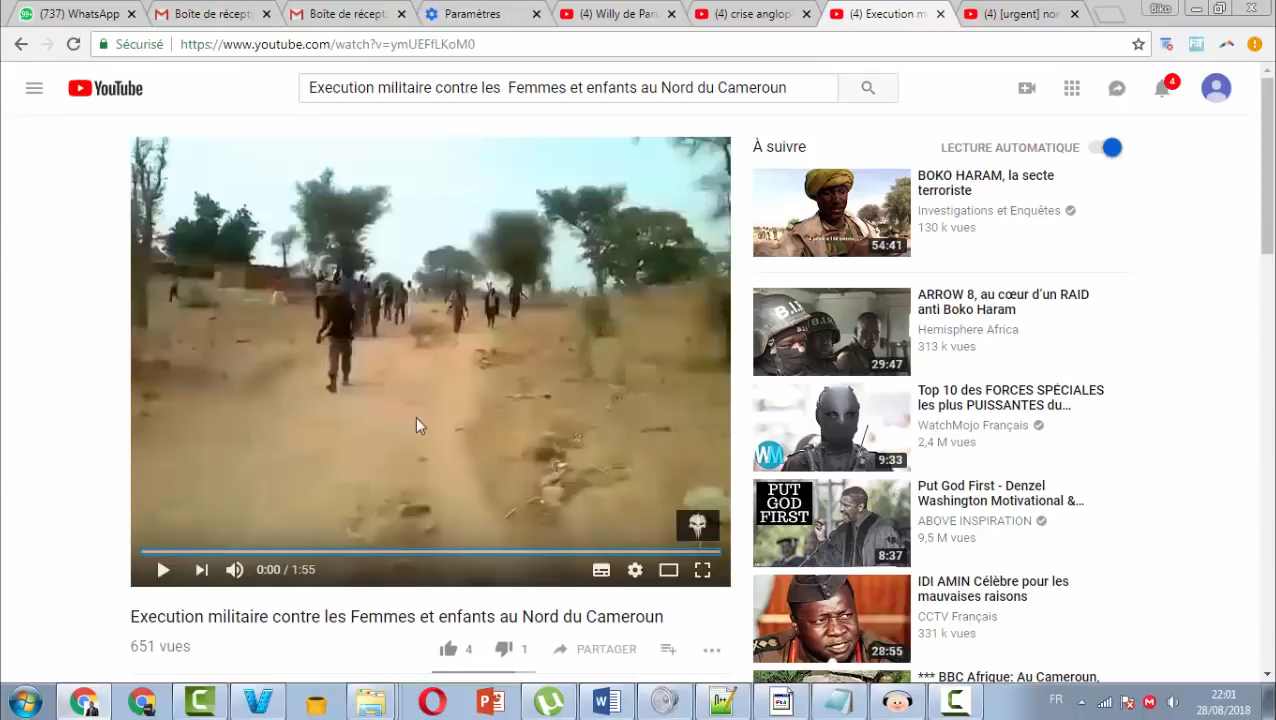 (737) WhatsApp
Boîte de récept
Boîte de récept
Paramètres
(4) Willy de Par
(4) crise angloph
(4) Execution m
(4) [urgent] nor
Biko
Sécurisé
https://www.youtube.com/watch?v=ymUEFfLKoM0
YouTube
Execution militaire contre les Femmes et enfants au Nord du Cameroun
4
À suivre
LECTURE AUTOMATIQUE
BOKO HARAM, la secte
terroriste
Investigations et Enquêtes
130 k vues
54:41
ARROW 8, au cœur d'un RAID
anti Boko Haram
Hemisphere Africa
313 k vues
B.I.R
29:47
Top 10 des FORCES SPÉCIALES
les plus PUISSANTES du...
WatchMojo Français
2,4 M vues
WM
9:33
Put God First - Denzel
Washington Motivational &...
ABOVE INSPIRATION
9,5 M vues
PUT
GOD
FIRST
8:37
IDI AMIN Célèbre pour les
mauvaises raisons
CCTV Français
331 k vues
28:55
*** BBC Afrique: Au Cameroun,
0:00 / 1:55
Execution militaire contre les Femmes et enfants au Nord du Cameroun
651 vues
4
1
PARTAGER
FR
22:01
28/08/2018